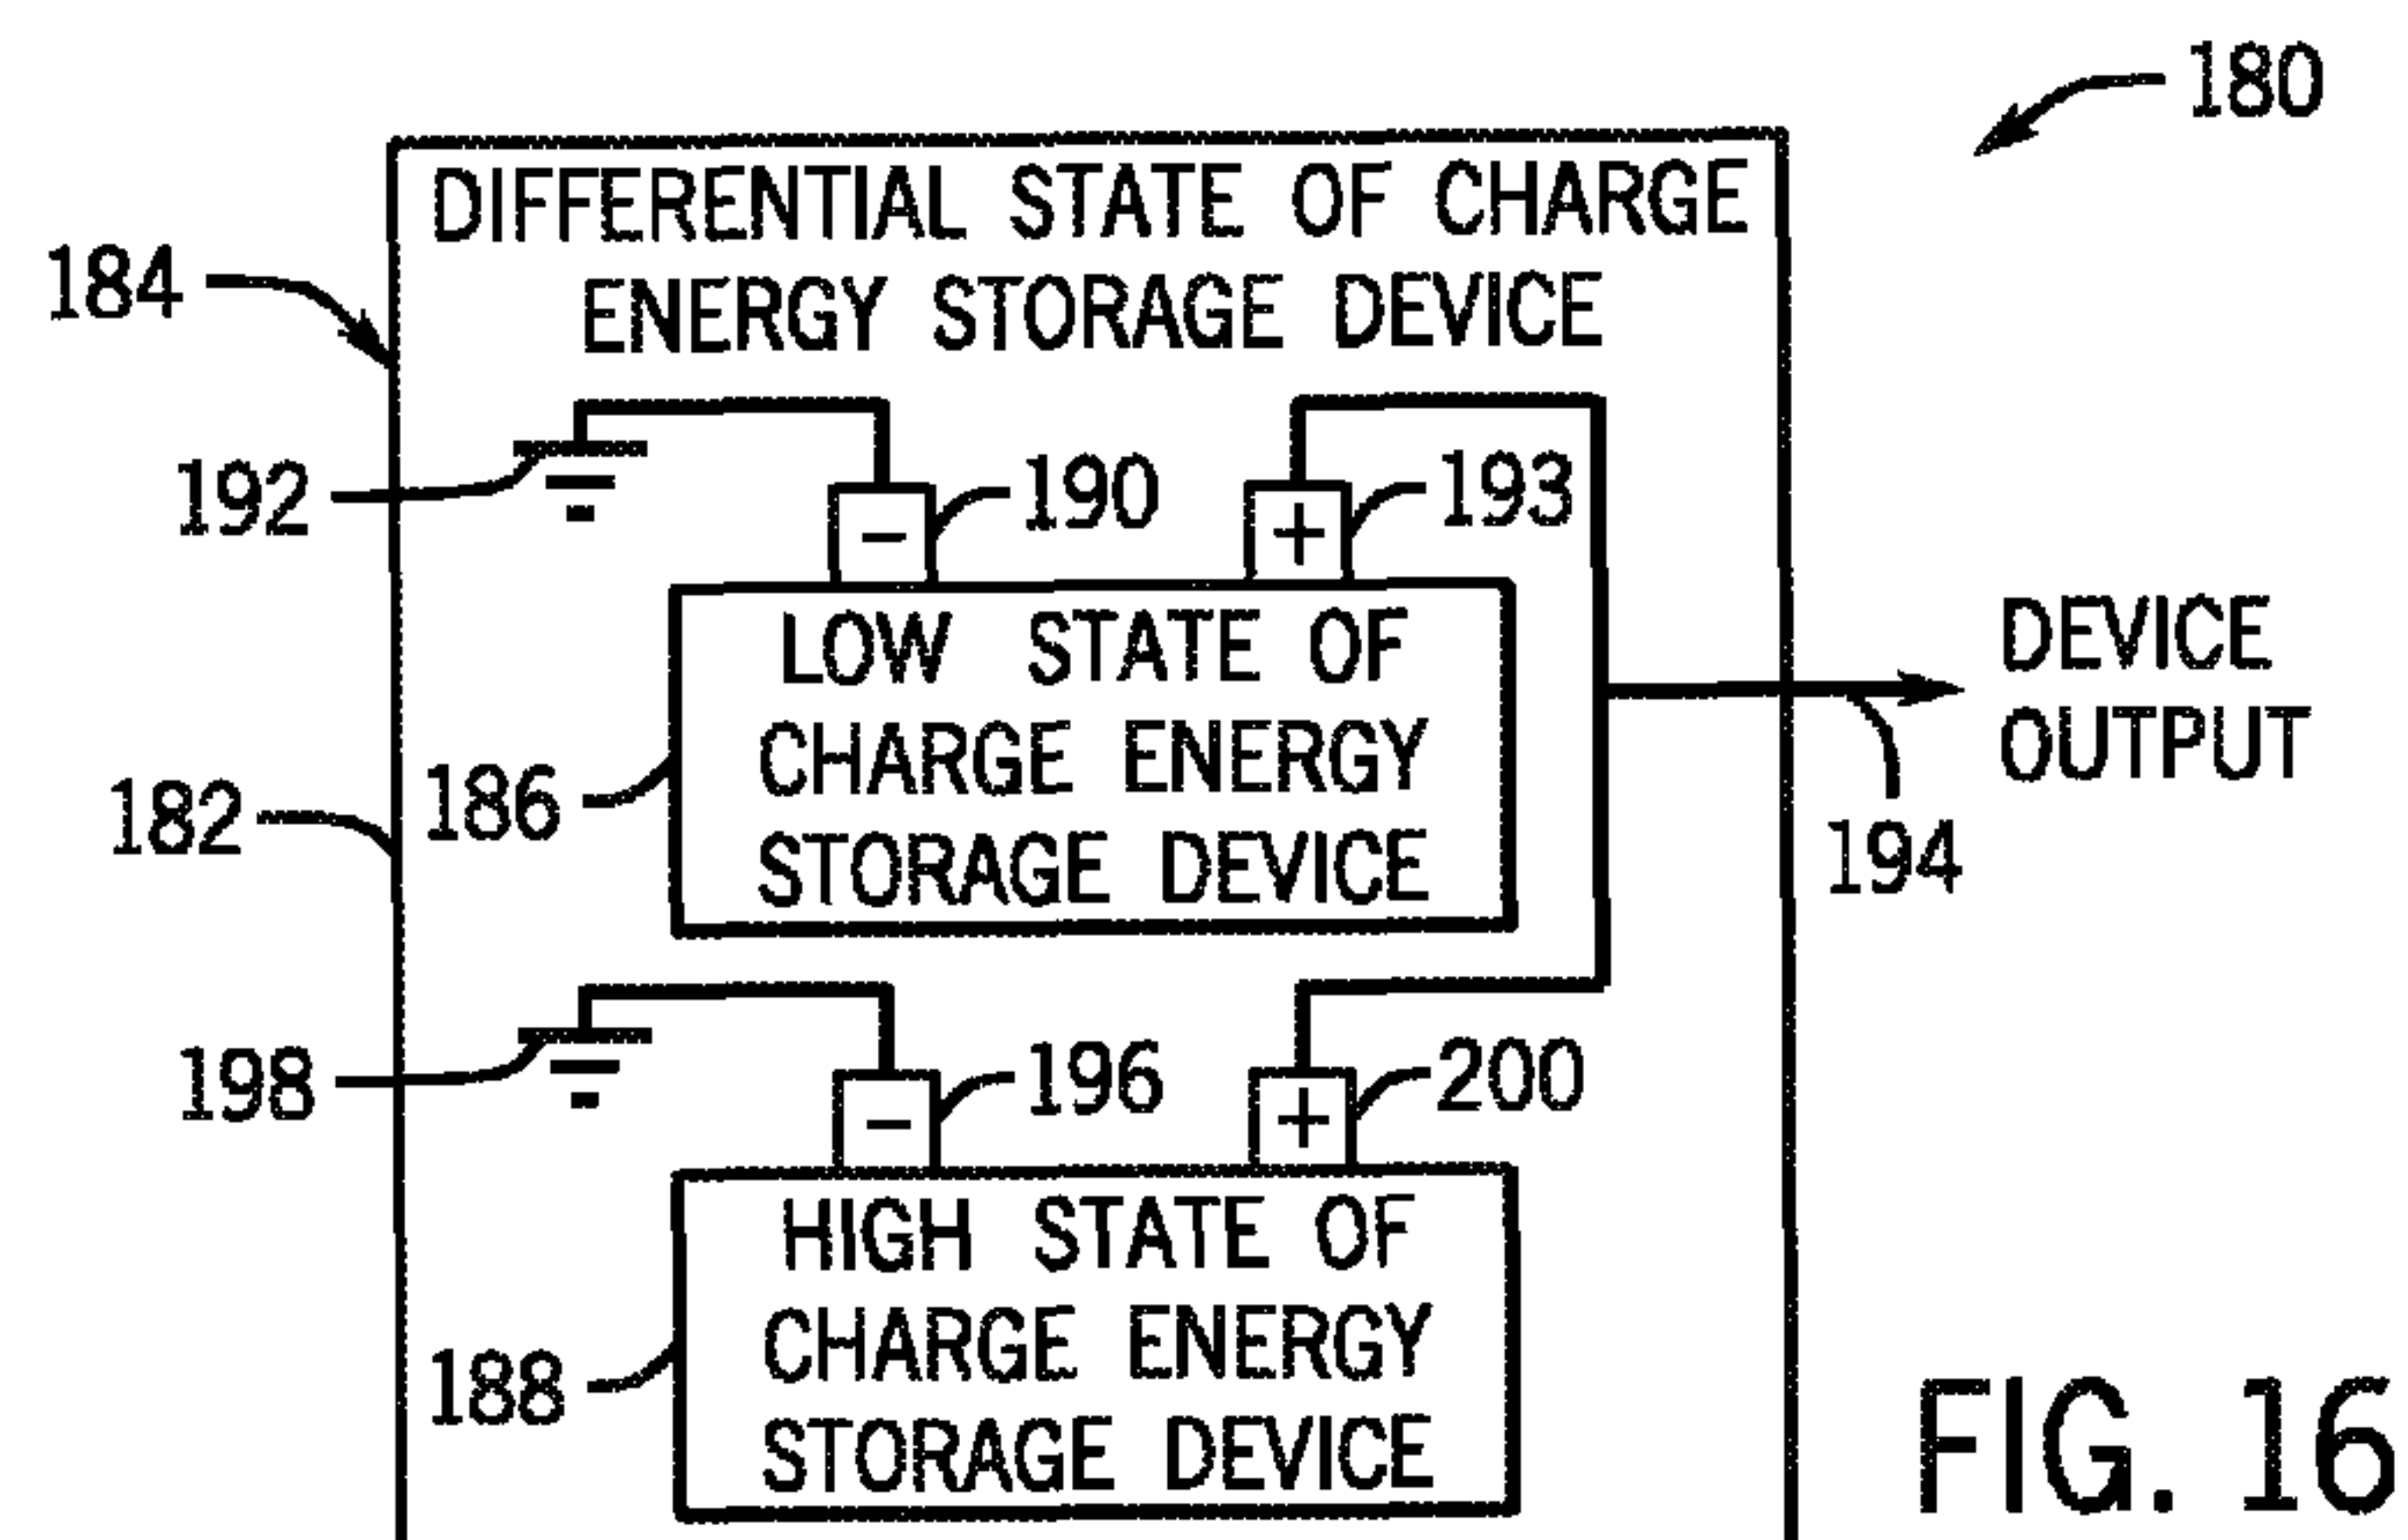 180
DIFFERENTIAL STATE OF CHARGE
ENERGY STORAGE DEVICE
184
192
190
193
-
+
LOW STATE OF
CHARGE ENERGY
STORAGE DEVICE
186
182
DEVICE
OUTPUT
194
198
196
200
-
+
HIGH STATE OF
CHARGE ENERGY
STORAGE DEVICE
188
FIG. 16